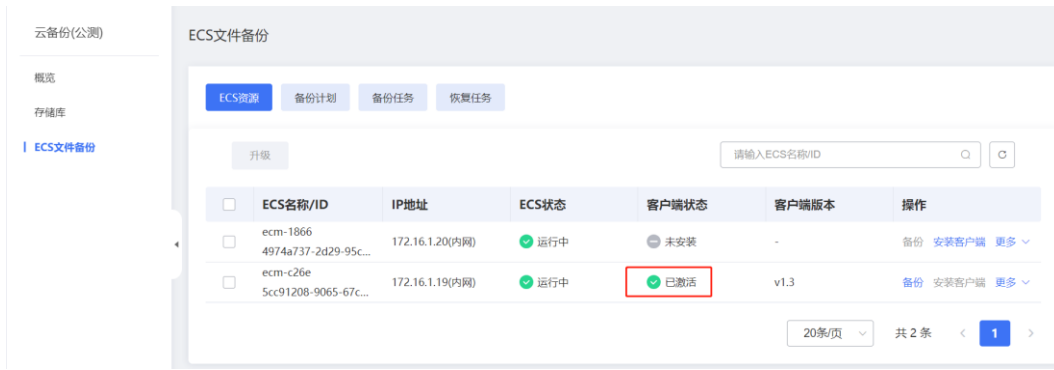 云备份(公测)
ECS文件备份
概览
存储库
ECS文件备份
ECS资源 备份计划 备份任务 恢复任务
升级 请输入ECS名称/ID
ECS名称/ID IP地址 ECS状态 客户端状态 客户端版本 操作
ecm-1866
4974a737-2d29-95c... 172.16.1.20(内网) 运行中 未安装 - 备份 安装客户端 更多
ecm-c26e
5cc91208-9065-67c... 172.16.1.19(内网) 运行中 已激活 v1.3 备份 安装客户端 更多
20条/页 共 2 条 < 1 >